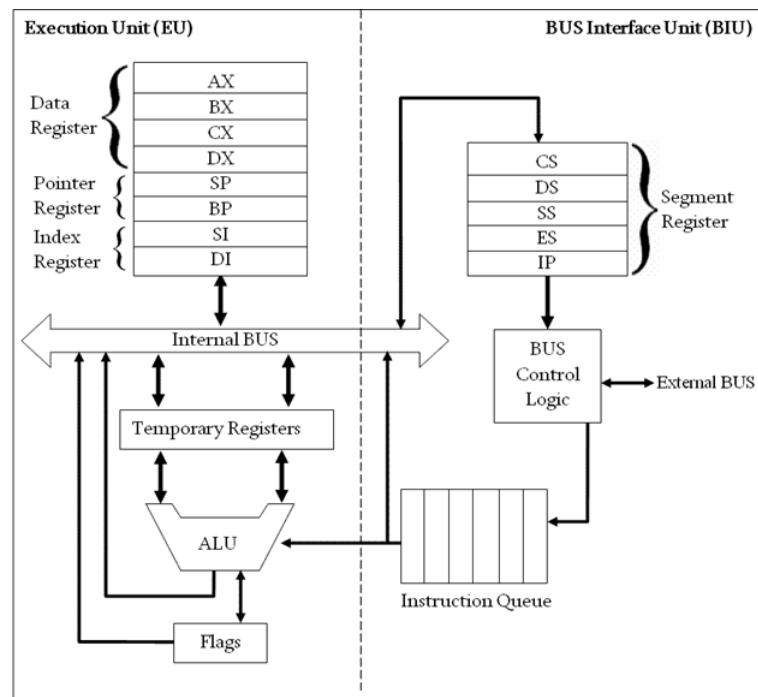 Execution Unit (EU)
BUS Interface Unit (BIU)
Data
Register
AX
BX
CX
DX
Pointer
Register
SP
BP
Index
Register
SI
DI
CS
DS
SS
ES
IP
Segment
Register
Internal BUS
BUS
Control
Logic
External BUS
Temporary Registers
ALU
Instruction Queue
Flags